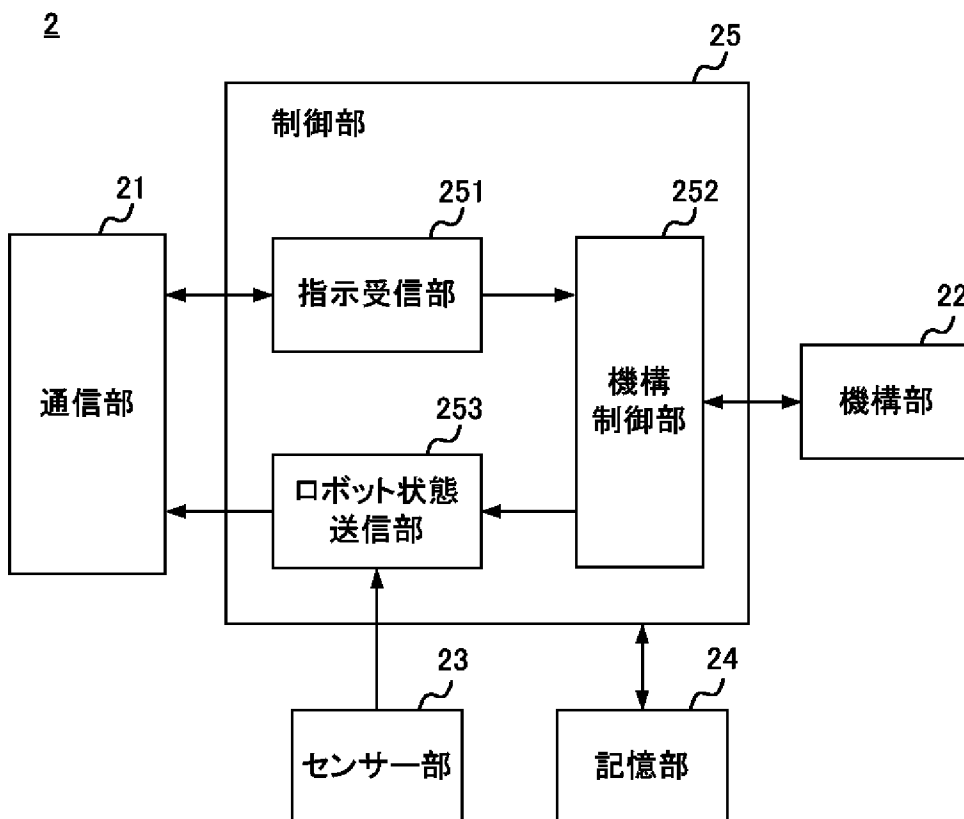 2
25
制御部
21
251
252
指示受信部
22
通信部
機構
制御部
機構部
253
ロボット状態
送信部
23
24
センサー部
記憶部